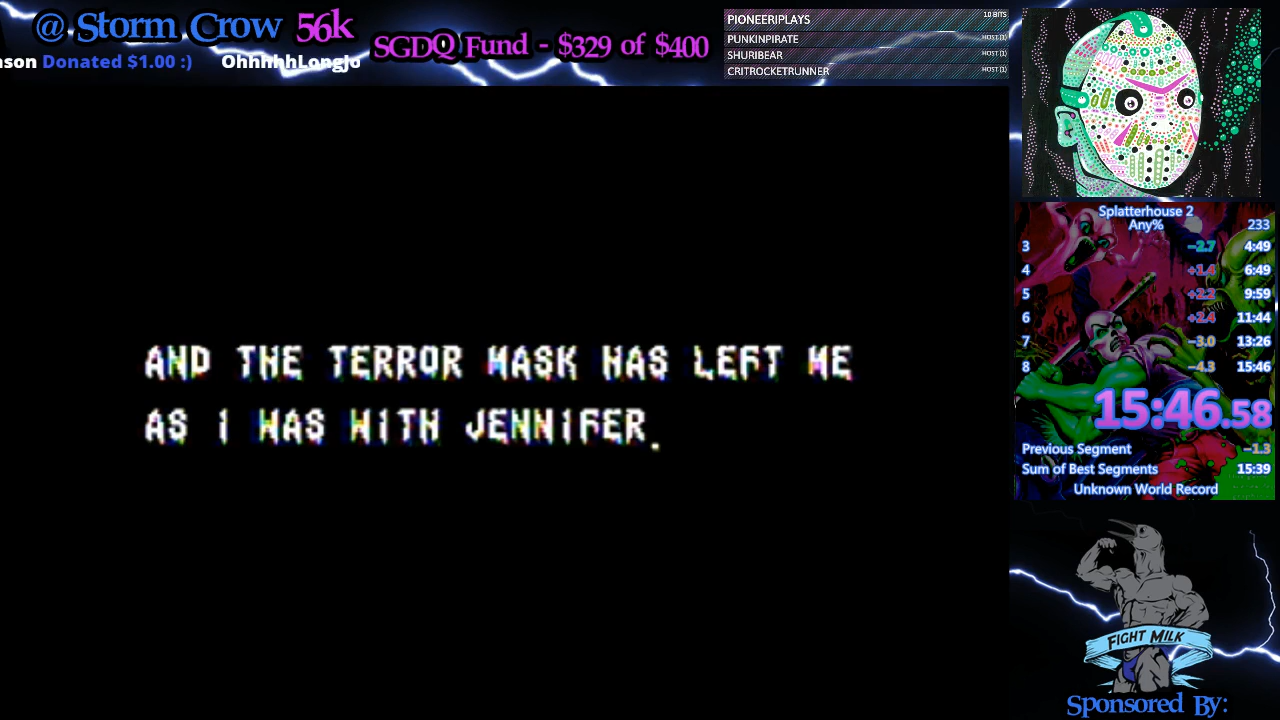 @ Storm Crow 56k
SGDQ Fund - $329 of $400
ason Donated $1.00 :) OhhhhhLongJo
PIONEERIPLAYS 10 BITS
PUNKINPIRATE HOST (1)
SHURIBEAR HOST (1)
CRITROCKETRUNNER HOST (1)
AND THE TERROR MASK HAS LEFT ME
AS I WAS WITH JENNIFER.
Splatterhouse 2
Any% 233
3 −2.7 4:49
4 +1.4 6:49
5 +2.2 9:59
6 +2.4 11:44
7 −3.0 13:26
8 −4.3 15:46
15:46.58
Previous Segment −1.3
Sum of Best Segments 15:39
Unknown World Record
FIGHT MILK
Sponsored By: